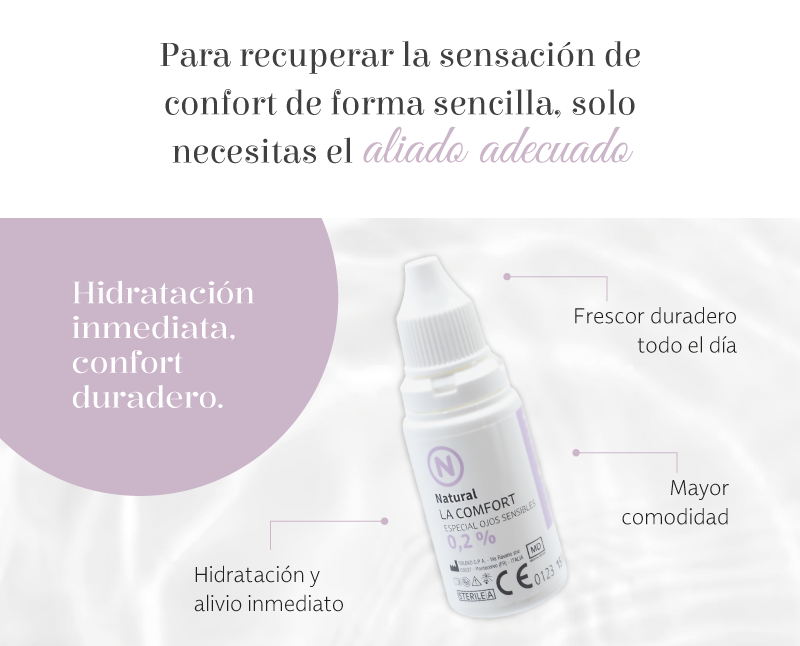 Para recuperar la sensación de
confort de forma sencilla, solo
necesitas el aliado adecuado
Hidratación
inmediata,
confort
duradero.
Frescor duradero
todo el día
Mayor
comodidad
Hidratación y
alivio inmediato
N
Natural
LA COMFORT
ESPECIAL OJOS SENSIBLES
0,2 %
ITALIA
MD
CE 0123
STERILE A